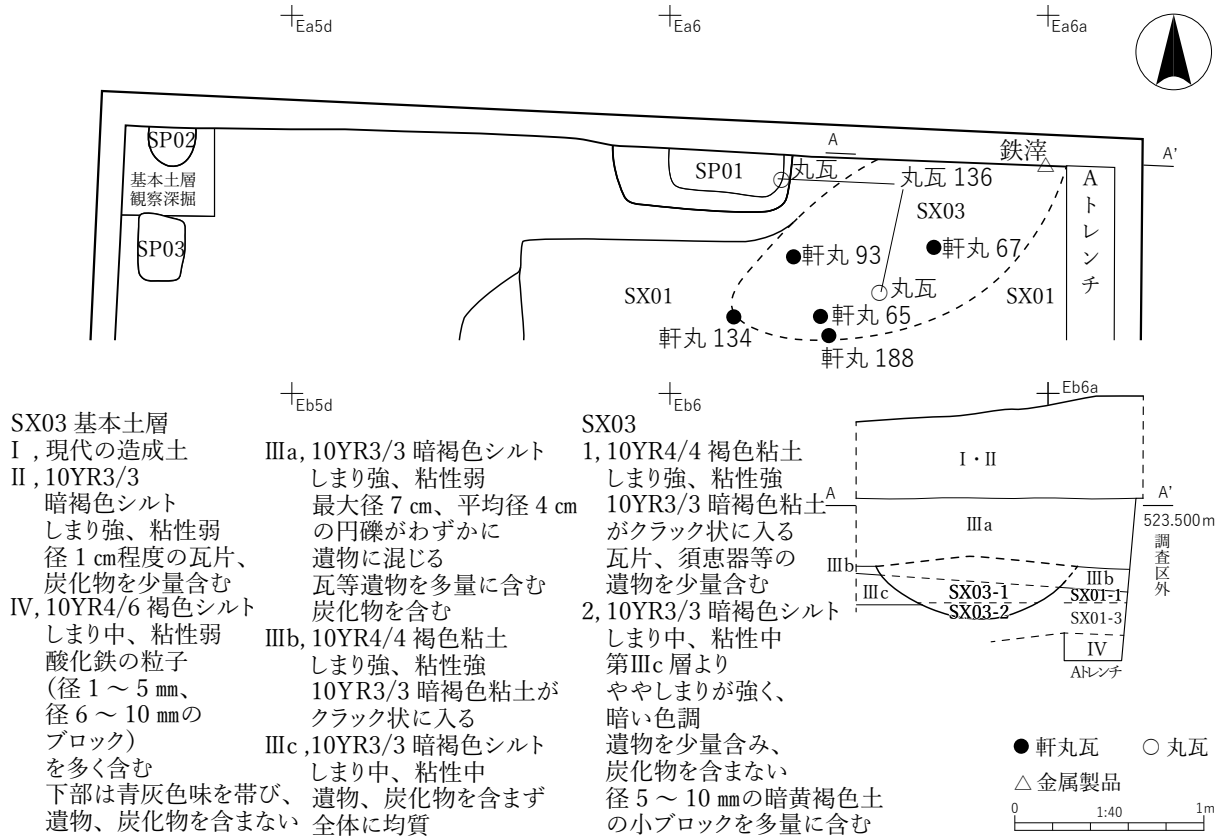 Ea5d
Ea6
Ea6a
SP02
基本土層
観察深掘
SP03
SP01
丸瓦
A
鉄滓
A'
丸瓦 136
SX03
Aトレンチ
軒丸 93
軒丸 67
丸瓦
SX01
SX01
軒丸 65
軒丸 134
軒丸 188
Eb5d
Eb6
Eb6a
SX03 基本土層
Ⅰ , 現代の造成土
Ⅱ , 10YR3/3
暗褐色シルト
しまり強、粘性弱
径 1 ㎝程度の瓦片、
炭化物を少量含む
Ⅳ, 10YR4/6 褐色シルト
しまり中、粘性弱
酸化鉄の粒子
（径 1 ～ 5 ㎜、
径 6 ～ 10 ㎜の
ブロック）
を多く含む
下部は青灰色味を帯び、
遺物、炭化物を含まない
Ⅲa, 10YR3/3 暗褐色シルト
しまり強、粘性弱
最大径 7 ㎝、平均径 4 ㎝
の円礫がわずかに
遺物に混じる
瓦等遺物を多量に含む
炭化物を含む
Ⅲb, 10YR4/4 褐色粘土
しまり強、粘性強
10YR3/3 暗褐色粘土が
クラック状に入る
Ⅲc ,10YR3/3 暗褐色シルト
しまり中、粘性中
遺物、炭化物を含まず
全体に均質
SX03
1, 10YR4/4 褐色粘土
しまり強、粘性強
10YR3/3 暗褐色粘土
がクラック状に入る
瓦片、須恵器等の
遺物を少量含む
2, 10YR3/3 暗褐色シルト
しまり中、粘性中
第Ⅲc 層より
ややしまりが強く、
暗い色調
遺物を少量含み、
炭化物を含まない
径 5 ～ 10 ㎜の暗黄褐色土
の小ブロックを多量に含む
Ⅰ・Ⅱ
A
A'
523.500m
調査区外
Ⅲa
Ⅲb
Ⅲb
Ⅲc
SX03-1
SX01-1
SX03-2
SX01-3
Ⅳ
Aトレンチ
● 軒丸瓦 ○ 丸瓦
△ 金属製品
0 1:40 1m